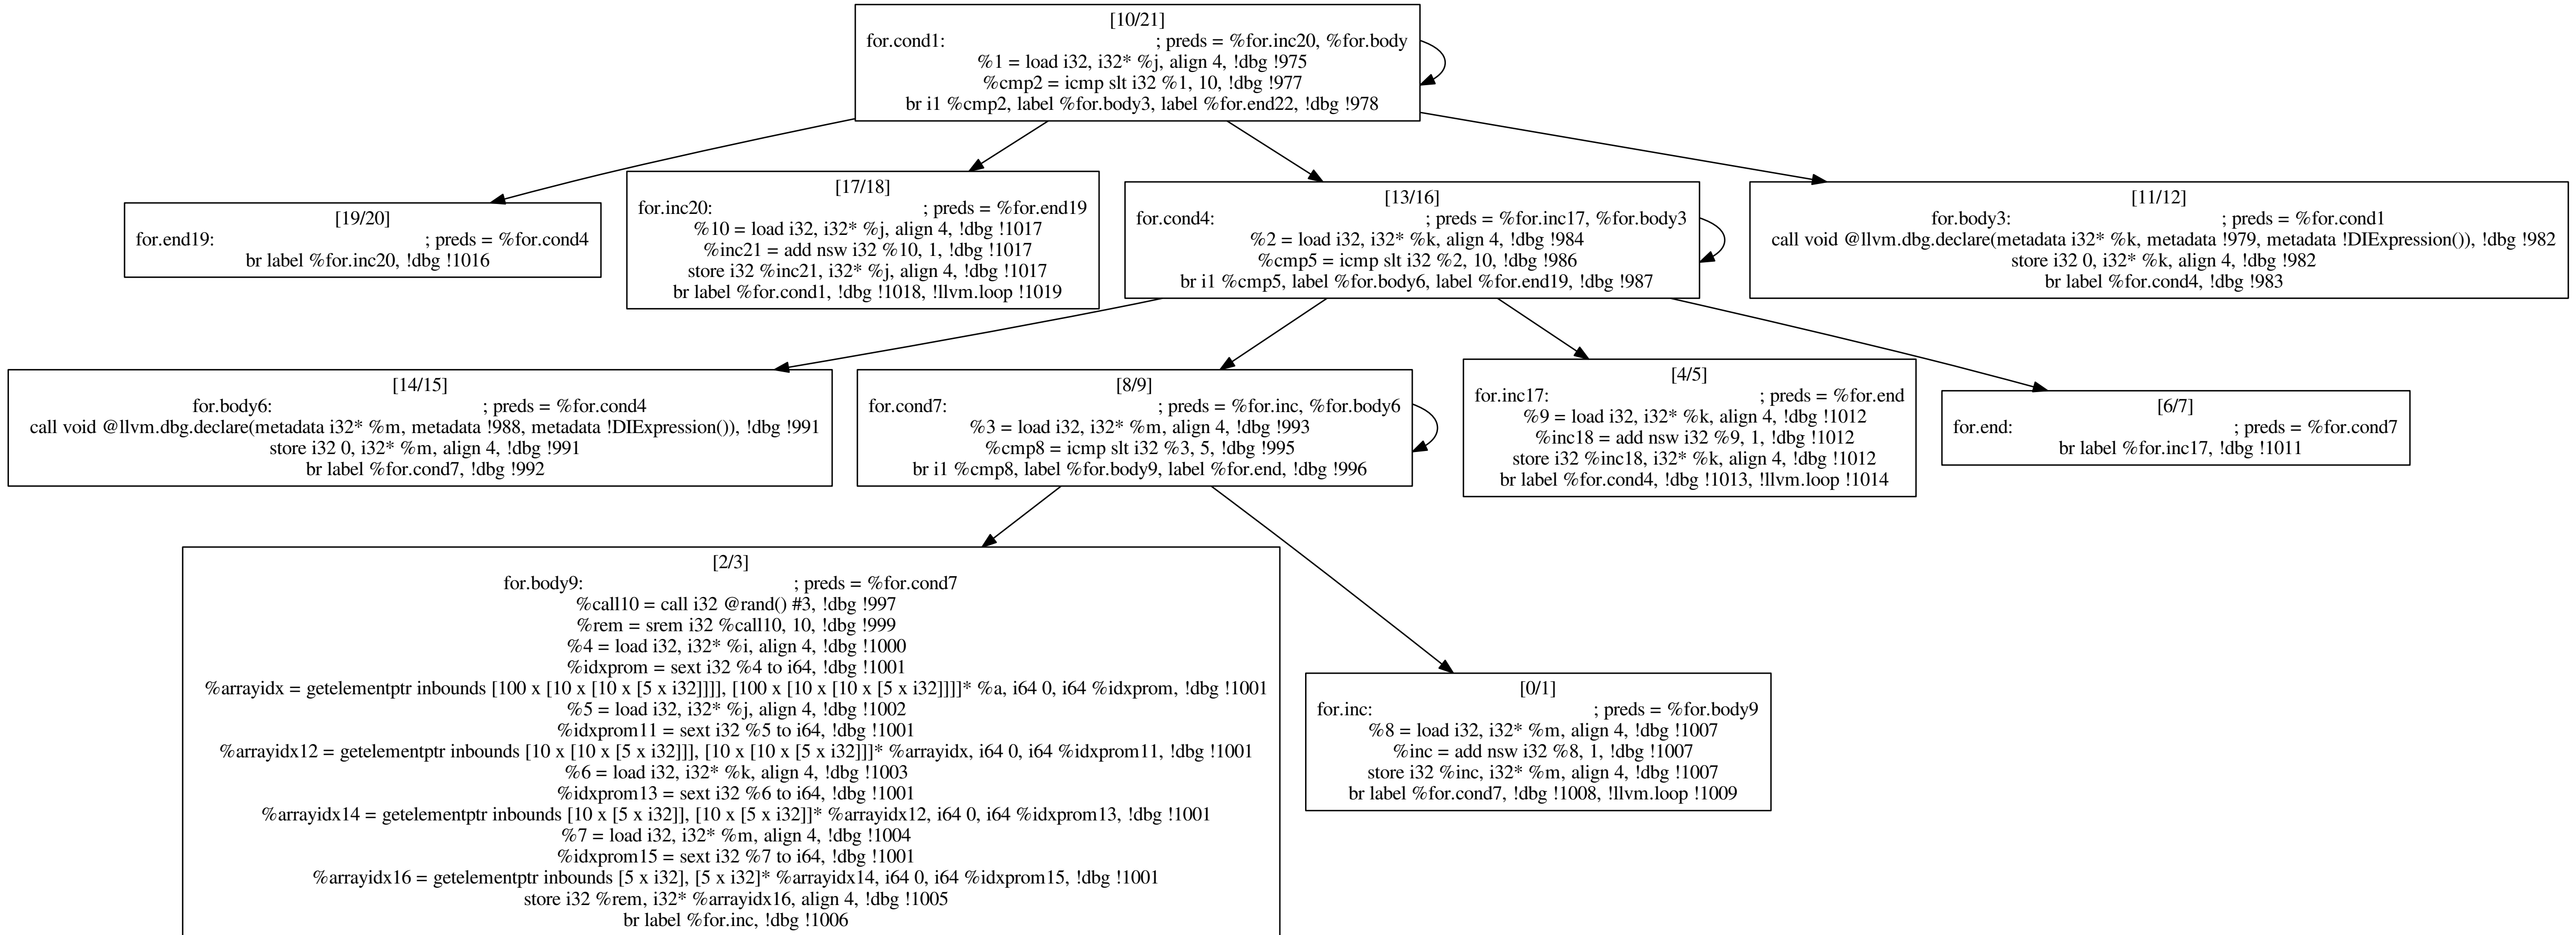 [10/21]
for.cond1: ; preds = %for.inc20, %for.body
%1 = load i32, i32* %j, align 4, !dbg !975
%cmp2 = icmp slt i32 %1, 10, !dbg !977
br i1 %cmp2, label %for.body3, label %for.end22, !dbg !978
[19/20]
for.end19: ; preds = %for.cond4
br label %for.inc20, !dbg !1016
[17/18]
for.inc20: ; preds = %for.end19
%10 = load i32, i32* %j, align 4, !dbg !1017
%inc21 = add nsw i32 %10, 1, !dbg !1017
store i32 %inc21, i32* %j, align 4, !dbg !1017
br label %for.cond1, !dbg !1018, !llvm.loop !1019
[13/16]
for.cond4: ; preds = %for.inc17, %for.body3
%2 = load i32, i32* %k, align 4, !dbg !984
%cmp5 = icmp slt i32 %2, 10, !dbg !986
br i1 %cmp5, label %for.body6, label %for.end19, !dbg !987
[11/12]
for.body3: ; preds = %for.cond1
call void @llvm.dbg.declare(metadata i32* %k, metadata !979, metadata !DIExpression()), !dbg !982
store i32 0, i32* %k, align 4, !dbg !982
br label %for.cond4, !dbg !983
[14/15]
for.body6: ; preds = %for.cond4
call void @llvm.dbg.declare(metadata i32* %m, metadata !988, metadata !DIExpression()), !dbg !991
store i32 0, i32* %m, align 4, !dbg !991
br label %for.cond7, !dbg !992
[8/9]
for.cond7: ; preds = %for.inc, %for.body6
%3 = load i32, i32* %m, align 4, !dbg !993
%cmp8 = icmp slt i32 %3, 5, !dbg !995
br i1 %cmp8, label %for.body9, label %for.end, !dbg !996
[4/5]
for.inc17: ; preds = %for.end
%9 = load i32, i32* %k, align 4, !dbg !1012
%inc18 = add nsw i32 %9, 1, !dbg !1012
store i32 %inc18, i32* %k, align 4, !dbg !1012
br label %for.cond4, !dbg !1013, !llvm.loop !1014
[6/7]
for.end: ; preds = %for.cond7
br label %for.inc17, !dbg !1011
[2/3]
for.body9: ; preds = %for.cond7
%call10 = call i32 @rand() #3, !dbg !997
%rem = srem i32 %call10, 10, !dbg !999
%4 = load i32, i32* %i, align 4, !dbg !1000
%idxprom = sext i32 %4 to i64, !dbg !1001
%arrayidx = getelementptr inbounds [100 x [10 x [10 x [5 x i32]]]], [100 x [10 x [10 x [5 x i32]]]]* %a, i64 0, i64 %idxprom, !dbg !1001
%5 = load i32, i32* %j, align 4, !dbg !1002
%idxprom11 = sext i32 %5 to i64, !dbg !1001
%arrayidx12 = getelementptr inbounds [10 x [10 x [5 x i32]]], [10 x [10 x [5 x i32]]]* %arrayidx, i64 0, i64 %idxprom11, !dbg !1001
%6 = load i32, i32* %k, align 4, !dbg !1003
%idxprom13 = sext i32 %6 to i64, !dbg !1001
%arrayidx14 = getelementptr inbounds [10 x [5 x i32]], [10 x [5 x i32]]* %arrayidx12, i64 0, i64 %idxprom13, !dbg !1001
%7 = load i32, i32* %m, align 4, !dbg !1004
%idxprom15 = sext i32 %7 to i64, !dbg !1001
%arrayidx16 = getelementptr inbounds [5 x i32], [5 x i32]* %arrayidx14, i64 0, i64 %idxprom15, !dbg !1001
store i32 %rem, i32* %arrayidx16, align 4, !dbg !1005
br label %for.inc, !dbg !1006
[0/1]
for.inc: ; preds = %for.body9
%8 = load i32, i32* %m, align 4, !dbg !1007
%inc = add nsw i32 %8, 1, !dbg !1007
store i32 %inc, i32* %m, align 4, !dbg !1007
br label %for.cond7, !dbg !1008, !llvm.loop !1009